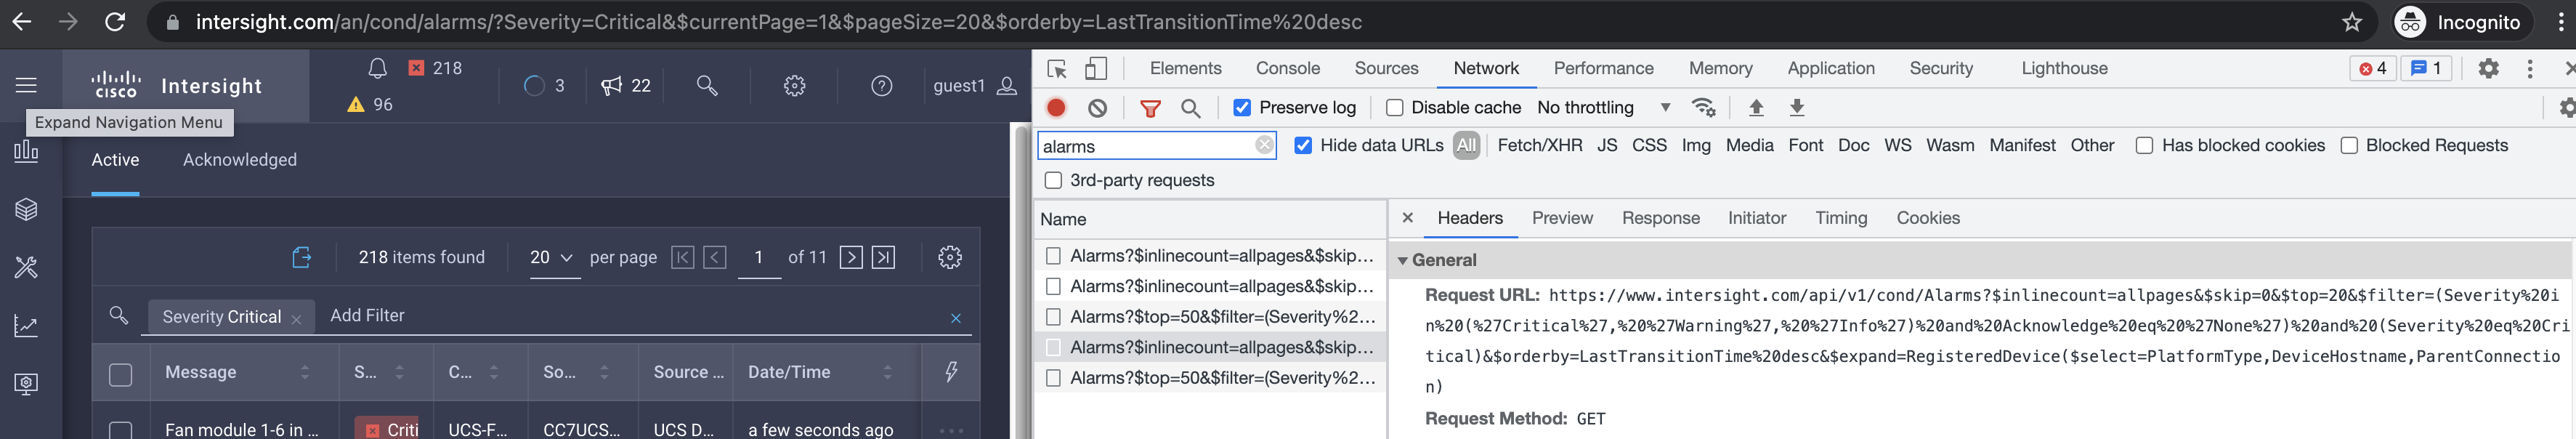 intersight.com/an/cond/alarms/?Severity=Critical&$currentPage=1&$pageSize=20&$orderby=LastTransitionTime%20desc
Incognito
cisco Intersight
218
96
3
22
guest1
Expand Navigation Menu
Active Acknowledged
218 items found 20 per page 1 of 11
Severity Critical Add Filter
Message S... C... So... Source ... Date/Time
Fan module 1-6 in ... Criti UCS-F... CC7UCS... UCS D... a few seconds ago ...
Elements Console Sources Network Performance Memory Application Security Lighthouse 4 1
Preserve log Disable cache No throttling
alarms Hide data URLs All Fetch/XHR JS CSS Img Media Font Doc WS Wasm Manifest Other Has blocked cookies Blocked Requests
3rd-party requests
Name
Alarms?$inlinecount=allpages&$skip...
Alarms?$inlinecount=allpages&$skip...
Alarms?$top=50&$filter=(Severity%2...
Alarms?$inlinecount=allpages&$skip...
Alarms?$top=50&$filter=(Severity%2...
Headers Preview Response Initiator Timing Cookies
General
Request URL: https://www.intersight.com/api/v1/cond/Alarms?$inlinecount=allpages&$skip=0&$top=20&$filter=(Severity%20i
n%20(%27Critical%27,%20%27Warning%27,%20%27Info%27)%20and%20Acknowledge%20eq%20%27None%27)%20and%20(Severity%20eq%20Cri
tical)&$orderby=LastTransitionTime%20desc&$expand=RegisteredDevice($select=PlatformType,DeviceHostname,ParentConnectio
n)
Request Method: GET